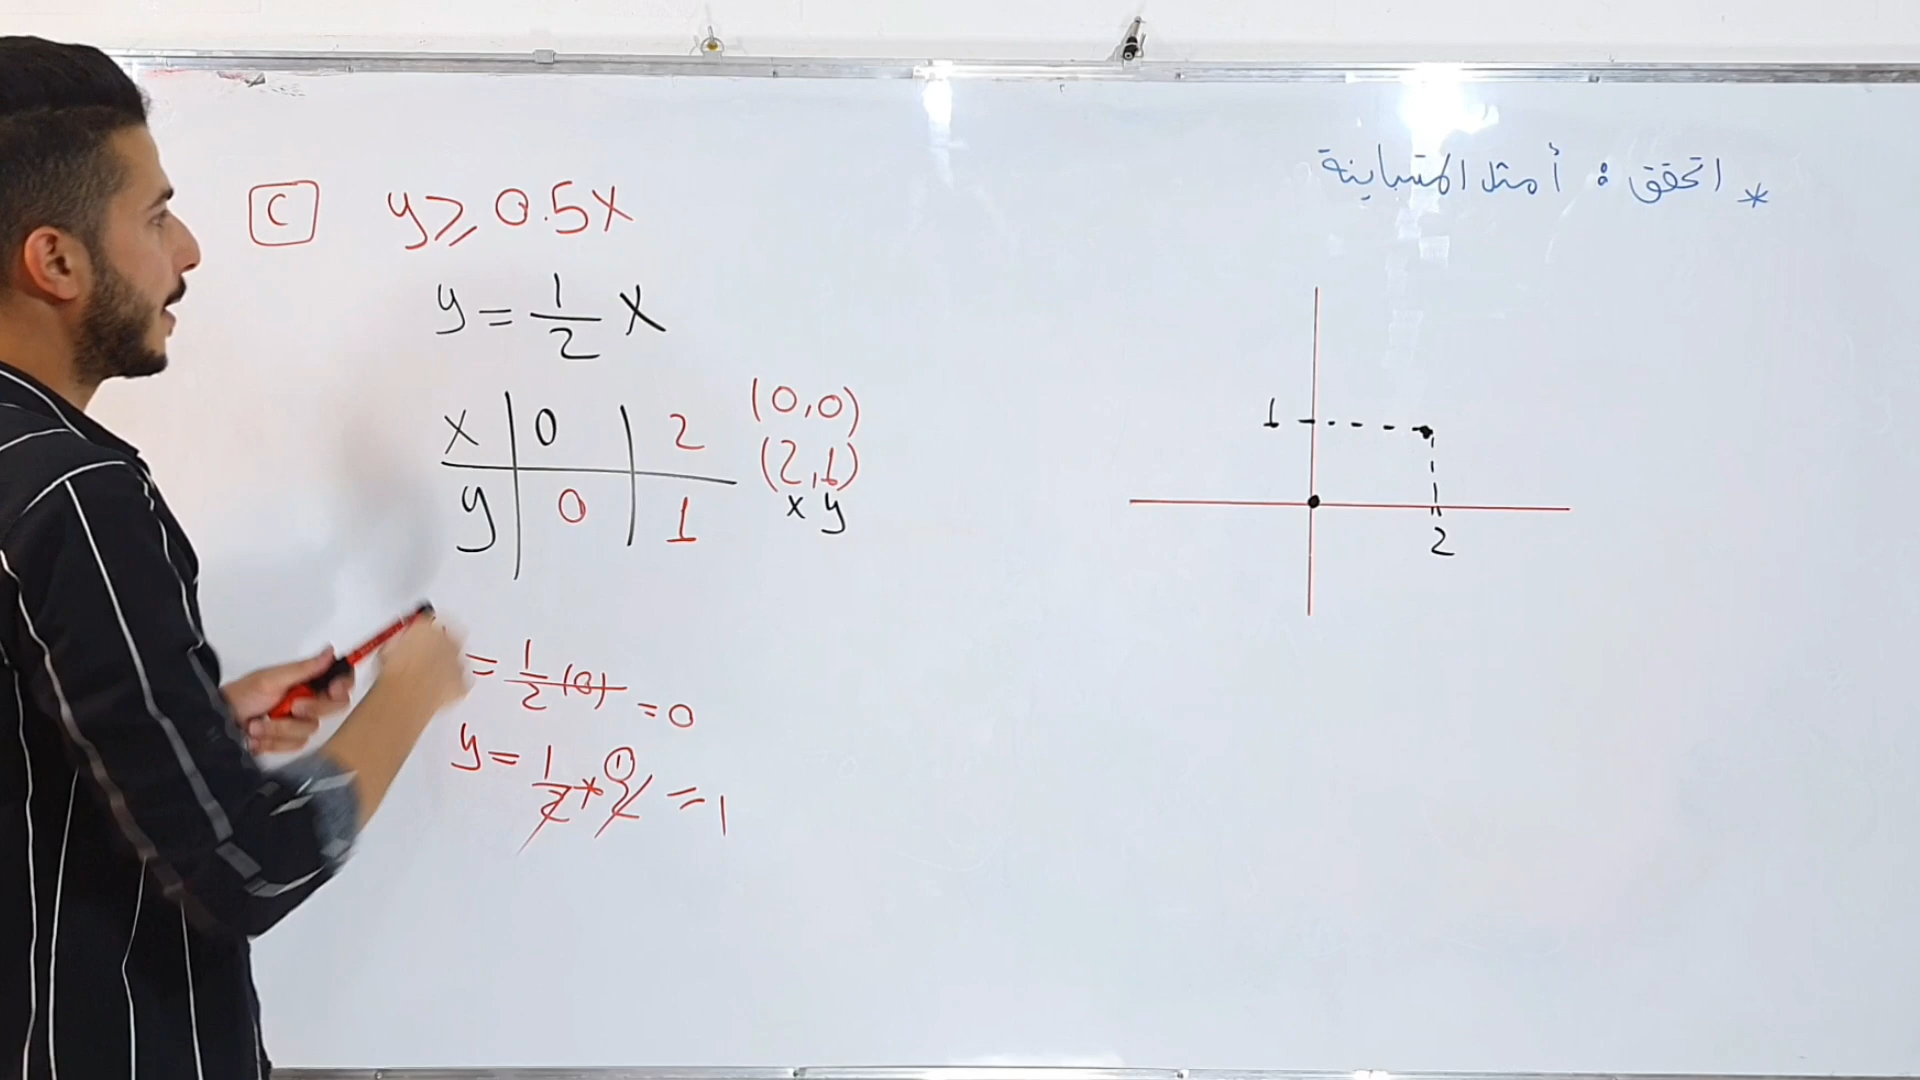 * اتحقق : أمثل المتباينة
C y ≥ 0.5x
y = 1/2 x
x | 0 | 2
y | 0 | 1
(0,0)
(2,1)
x y
= 1/2 (0) = 0
y = 1/2 * 2 1 = 1
1
2